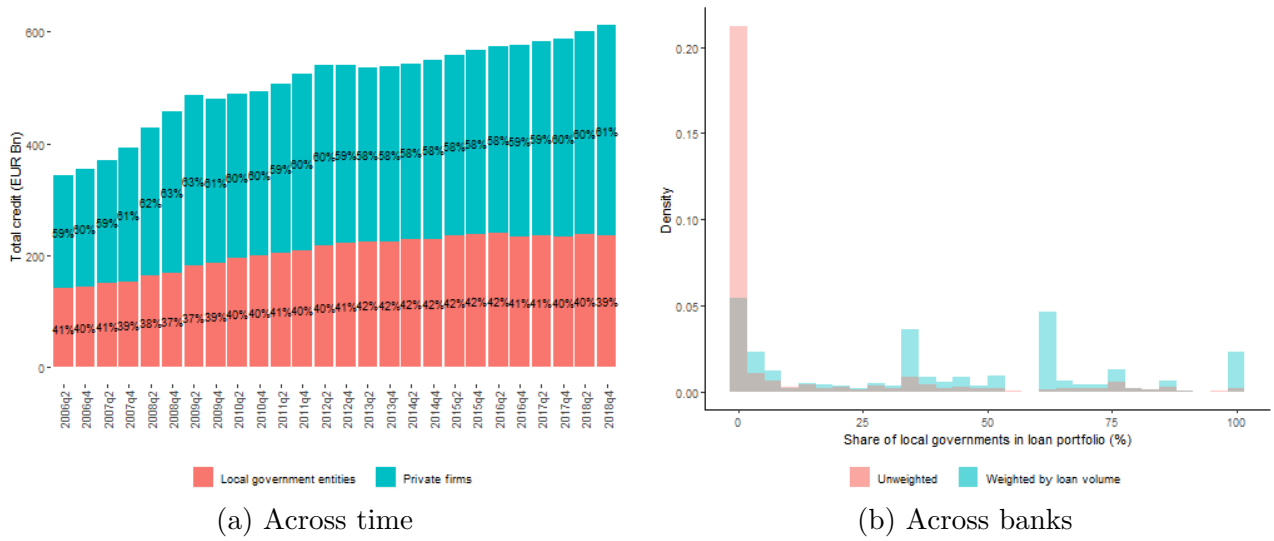 600
400
200
0
Total credit (EUR Bn)
59% 60% 59% 61% 62% 63% 63% 61% 60% 60% 59% 60% 60% 59% 58% 58% 58% 58% 58% 58% 58% 59% 59% 60% 60% 61%
41% 40% 41% 39% 38% 37% 37% 39% 40% 40% 41% 40% 40% 41% 42% 42% 42% 42% 42% 42% 42% 41% 41% 40% 40% 39%
2006q2 2006q4 2007q2 2007q4 2008q2 2008q4 2009q2 2009q4 2010q2 2010q4 2011q2 2011q4 2012q2 2012q4 2013q2 2013q4 2014q2 2014q4 2015q2 2015q4 2016q2 2016q4 2017q2 2017q4 2018q2 2018q4
Local government entities Private firms
(a) Across time
0.20
0.15
0.10
0.05
0.00
Density
0 25 50 75 100
Share of local governments in loan portfolio (%)
Unweighted Weighted by loan volume
(b) Across banks